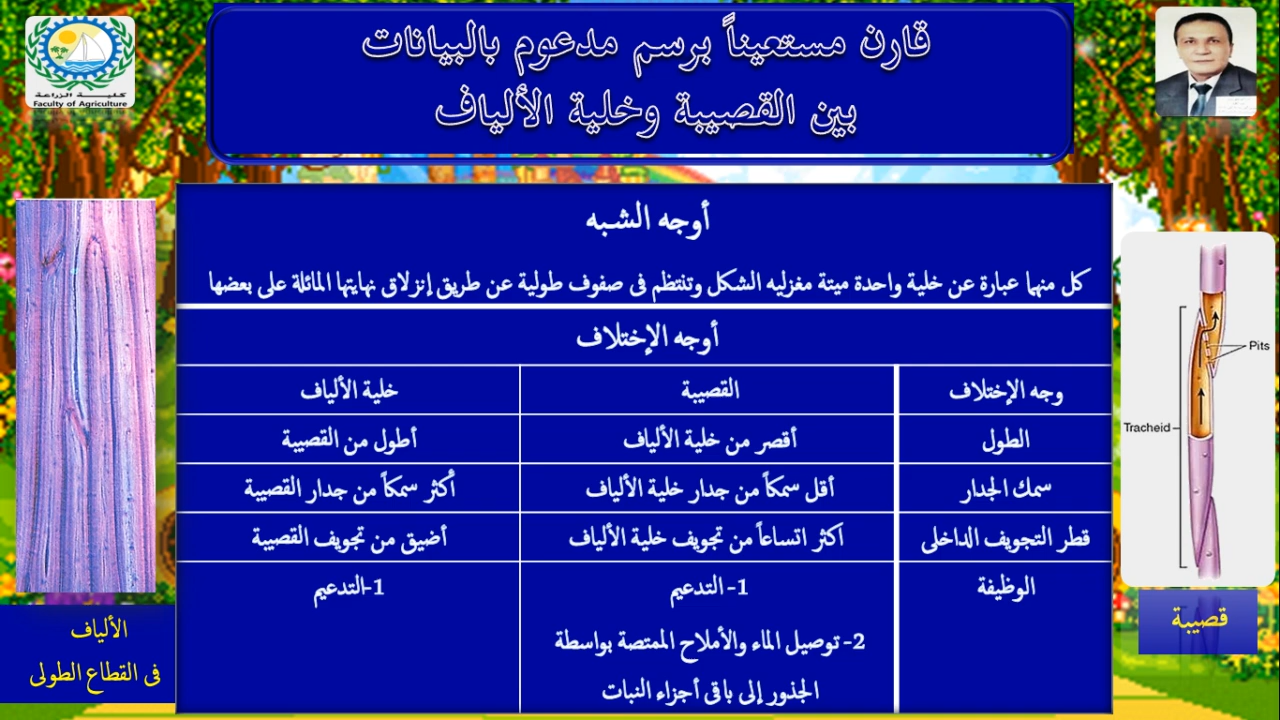 قارن مستعيناً برسم مدعوم بالبيانات
بين القصيبة وخلية الألياف
كليـــة الزراعـة
Faculty of Agriculture
أوجه الشبه
كل منهما عبارة عن خلية واحدة ميتة مغزليه الشكل وتنتظم فى صفوف طولية عن طريق إنزلاق نهايتها المائلة على بعضها
أوجه الإختلاف
وجه الإختلاف
القصيبة
خلية الألياف
الطول
أقصر من خلية الألياف
أطول من القصيبة
سمك الجدار
أقل سمكاً من جدار خلية الألياف
أكثر سمكاً من جدار القصيبة
قطر التجويف الداخلى
اكثر اتساعاً من تجويف خلية الألياف
أضيق من تجويف القصيبة
الوظيفة
1- التدعيم
2- توصيل الماء والأملاح الممتصة بواسطة
الجذور إلى باقى أجزاء النبات
1-التدعيم
Pits
Tracheid
قصيبة
الألياف
فى القطاع الطولى